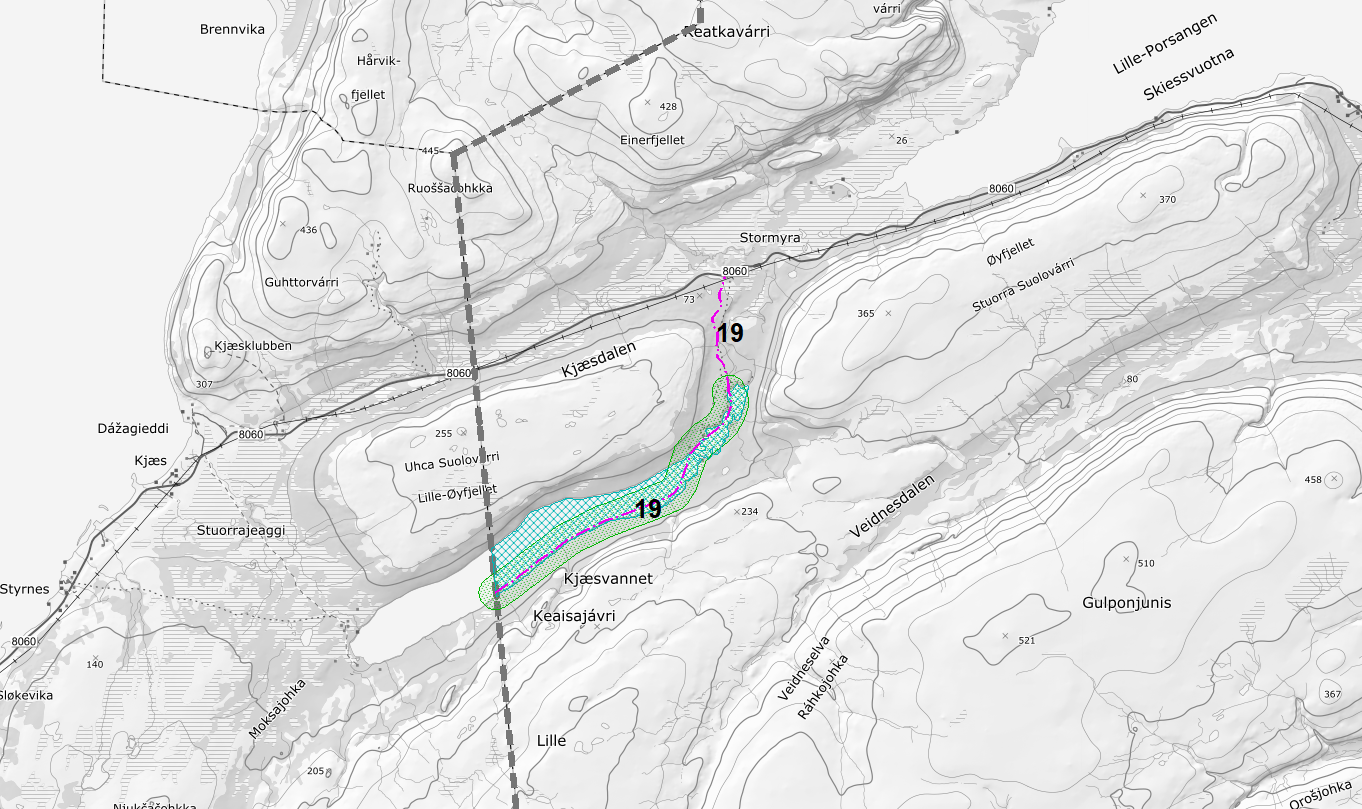 várri
Brennvika
Keatkavárri
Lille-Porsangen
Skiessvuotna
Hårvik-
fjellet
428
Einerfjellet
26
445
Ruoššačohkka
8060
370
436
Stormyra
Øyfjellet
8060
Guhttorvárri
Stuorra Suolovárri
73
365
19
Kjæsklubben
Kjæsdalen
307
8060
80
Dážagieddi
8060
255
Kjæs
Uhca Suolovárri
458
Lille-Øyfjellet
19
234
Veidnesdalen
Stuorrajeaggi
510
Styrnes
Kjæsvannet
Gulponjunis
Keaisajávri
8060
521
140
Veidneselva
Ráhkojohka
367
Moksajohka
Lille
205
Orošjohka